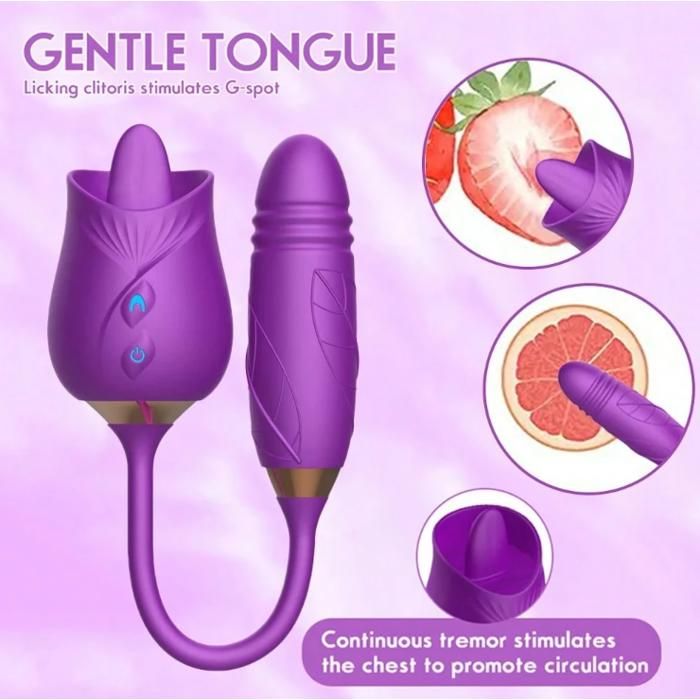 GENTLE TONGUE
Licking clitoris stimulates G-spot
Continuous tremor stimulates
the chest to promote circulation